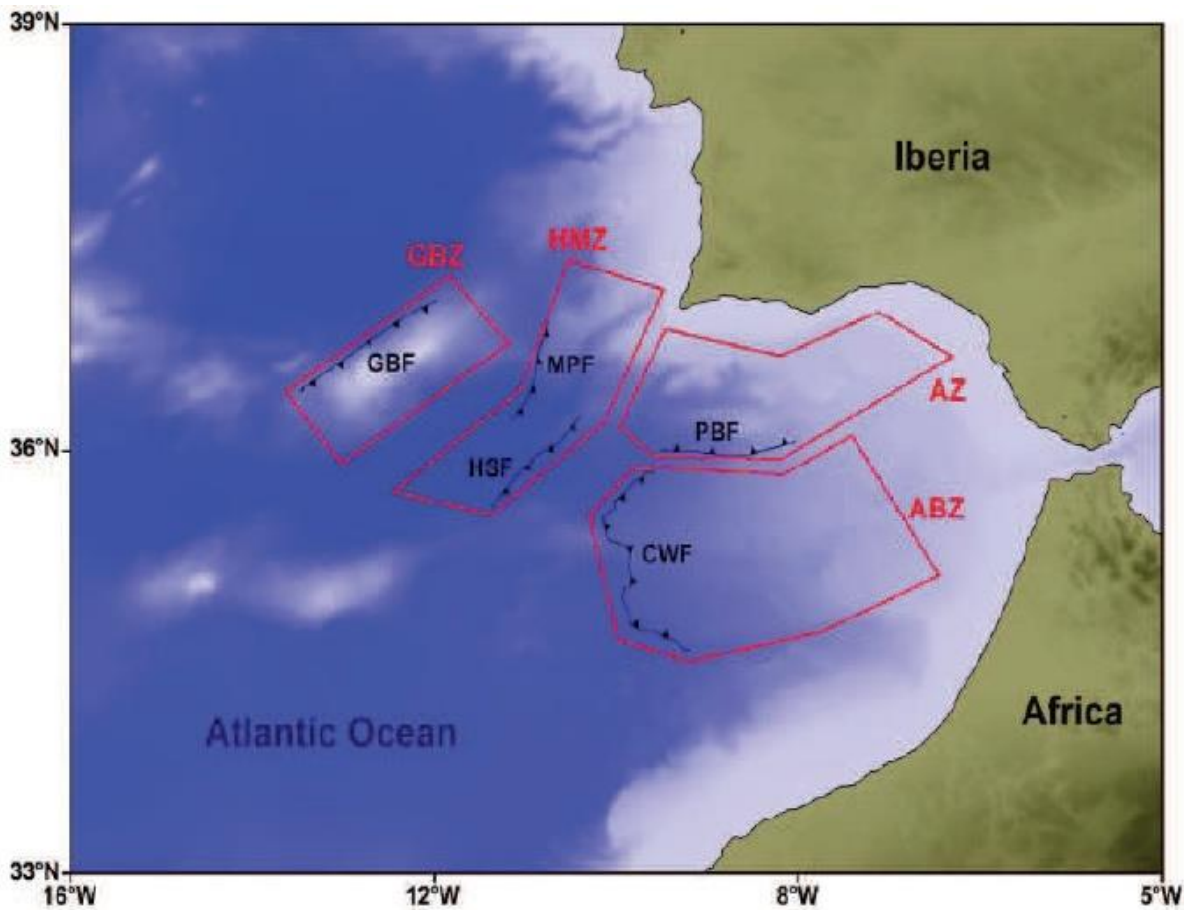 39°N
Iberia
GBZ
HMZ
GBF
MPF
AZ
PBF
36°N
HSF
ABZ
CWF
Atlantic Ocean
Africa
33°N
16°W
12°W
8°W
5°W